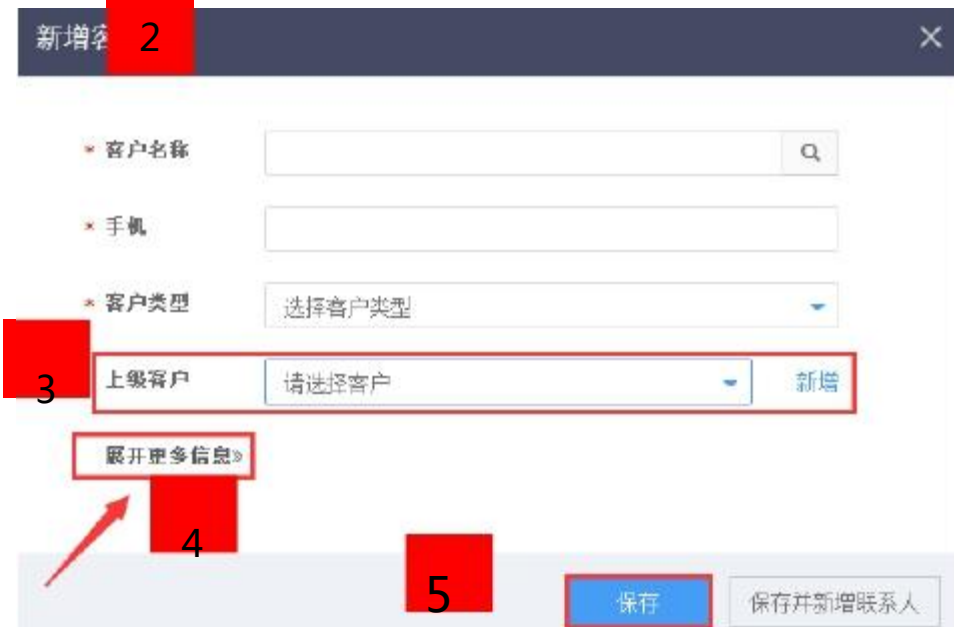 新增客 2
* 客户名称
* 手机
* 客户类型 选择客户类型
3 上级客户 请选择客户 新增
展开更多信息»
4
5 保存 保存并新增联系人